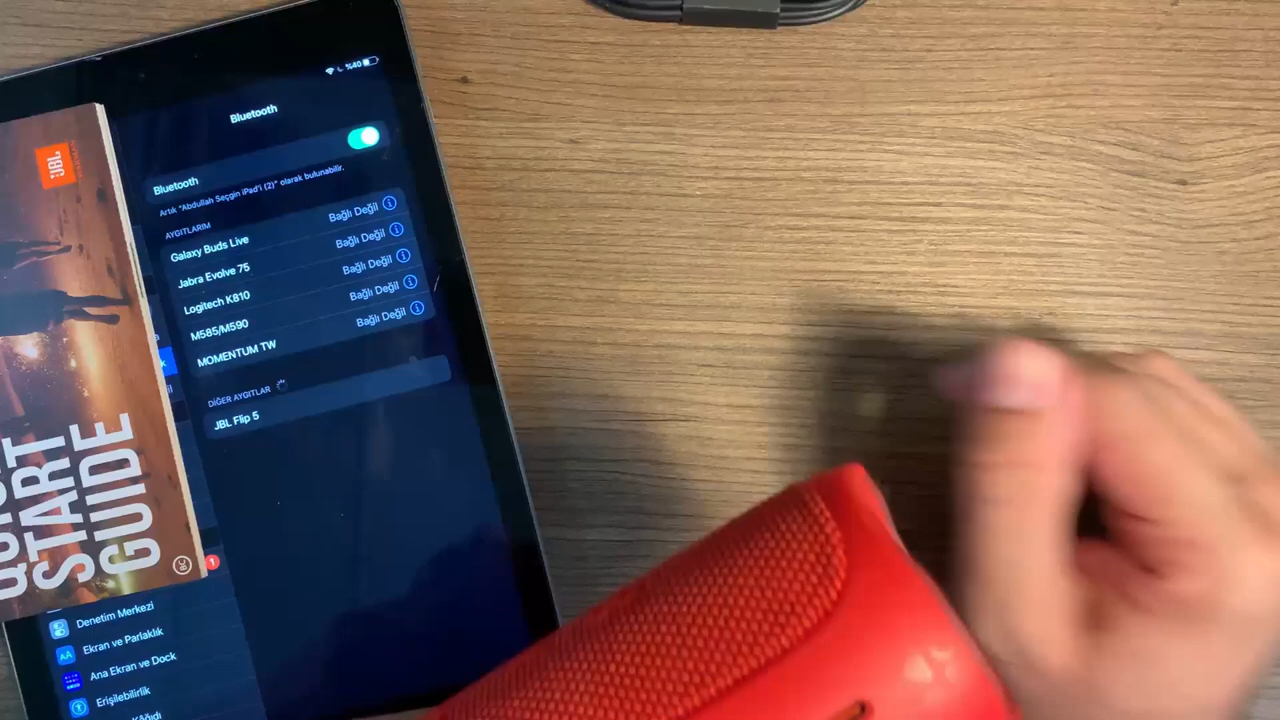 %40
Bluetooth
Bluetooth
Artık "Abdullah Seçgin iPad'i (2)" olarak bulunabilir.
AYGITLARIM
Galaxy Buds Live Bağlı Değil
Jabra Evolve 75 Bağlı Değil
Logitech K810 Bağlı Değil
M585/M590 Bağlı Değil
MOMENTUM TW Bağlı Değil
DİĞER AYGITLAR
JBL Flip 5
1
Denetim Merkezi
Ekran ve Parlaklık
Ana Ekran ve Dock
Erişilebilirlik
JBL
START
GUIDE